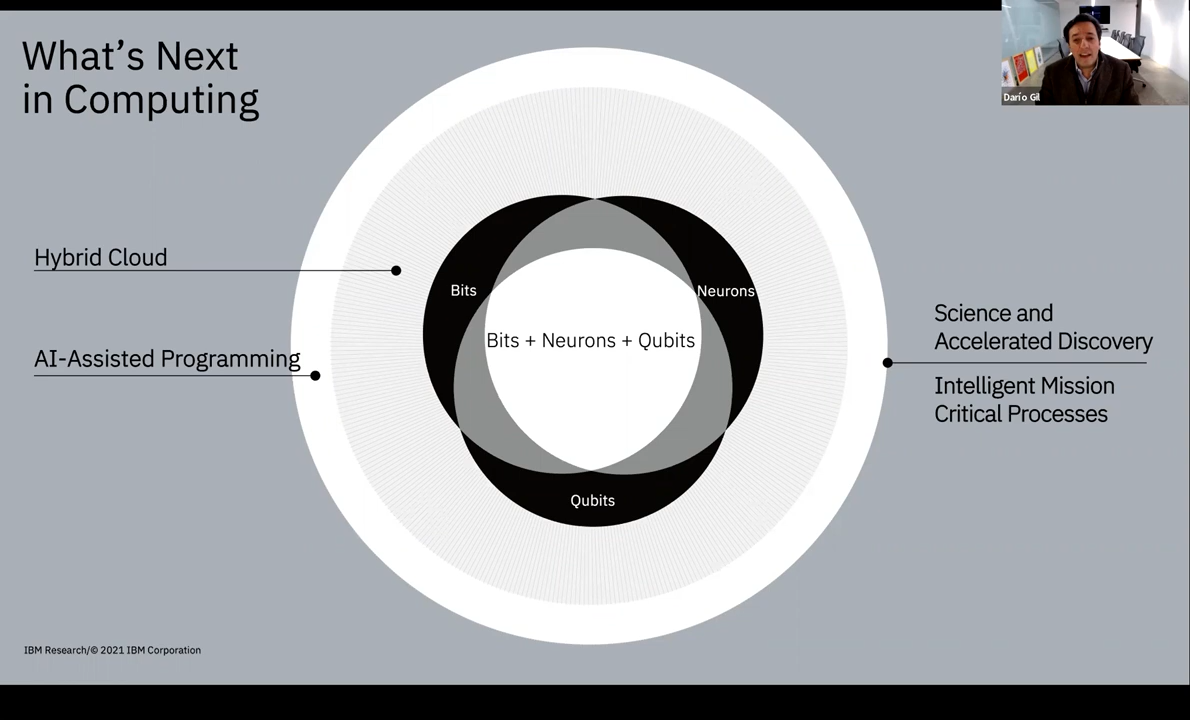 What’s Next
in Computing
Darío Gil
Hybrid Cloud
Bits
Neurons
Science and
Accelerated Discovery
Bits + Neurons + Qubits
AI-Assisted Programming
Intelligent Mission
Critical Processes
Qubits
IBM Research/© 2021 IBM Corporation